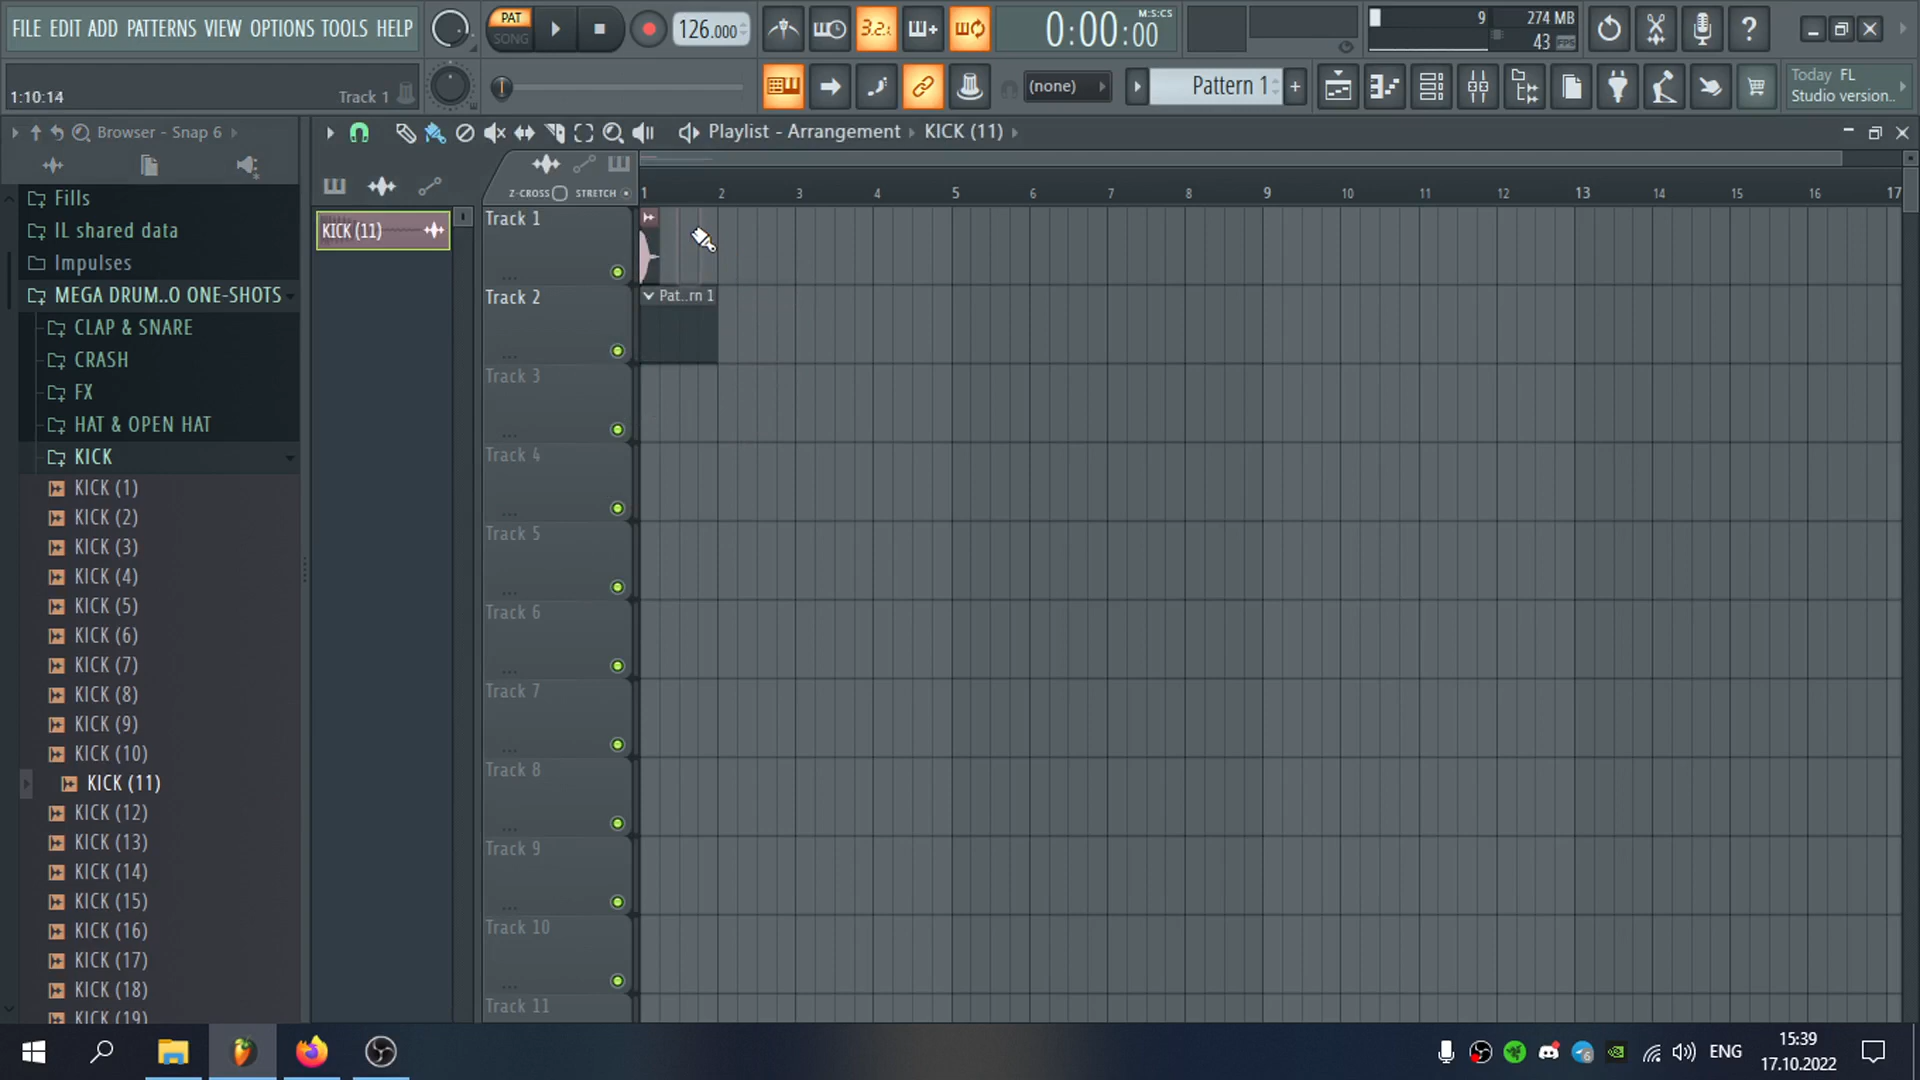 FILE EDIT ADD PATTERNS VIEW OPTIONS TOOLS HELP
PAT
SONG
126.000
3.2.
0:00:00
M:S:CS
9
274 MB
43
1:10:14
Track 1
(none)
Pattern 1
+
Today FL
Studio version..
Browser - Snap 6
Playlist - Arrangement
KICK (11)
Z-CROSS
STRETCH
1 2 3 4 5 6 7 8 9 10 11 12 13 14 15 16 17
Fills
IL shared data
Impulses
MEGA DRUM..O ONE-SHOTS
CLAP & SNARE
CRASH
FX
HAT & OPEN HAT
KICK
KICK (1)
KICK (2)
KICK (3)
KICK (4)
KICK (5)
KICK (6)
KICK (7)
KICK (8)
KICK (9)
KICK (10)
KICK (11)
KICK (12)
KICK (13)
KICK (14)
KICK (15)
KICK (16)
KICK (17)
KICK (18)
KICK (19)
KICK (11)
Track 1
Track 2
Pat..rn 1
Track 3
Track 4
Track 5
Track 6
Track 7
Track 8
Track 9
Track 10
Track 11
ENG
15:39
17.10.2022